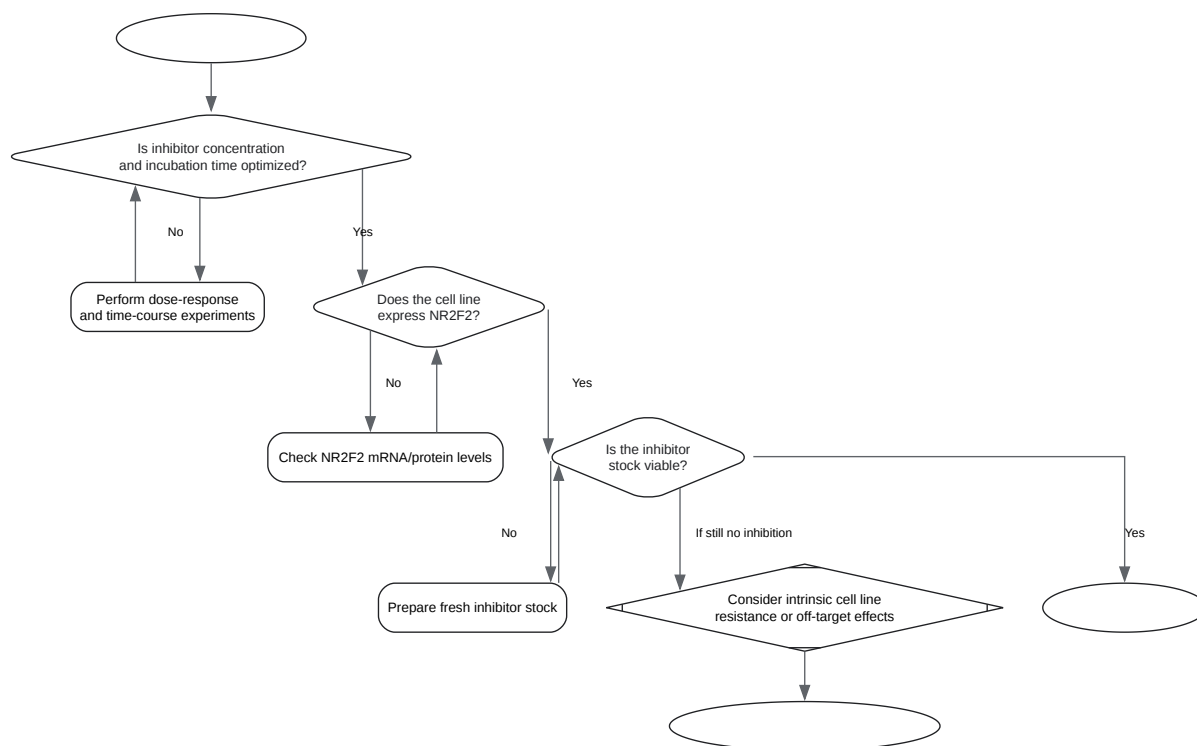 Is inhibitor concentration
and incubation time optimized?
No
Yes
Perform dose-response
and time-course experiments
Does the cell line
express NR2F2?
No
Yes
Check NR2F2 mRNA/protein levels
Is the inhibitor
stock viable?
No
If still no inhibition
Yes
Prepare fresh inhibitor stock
Consider intrinsic cell line
resistance or off-target effects